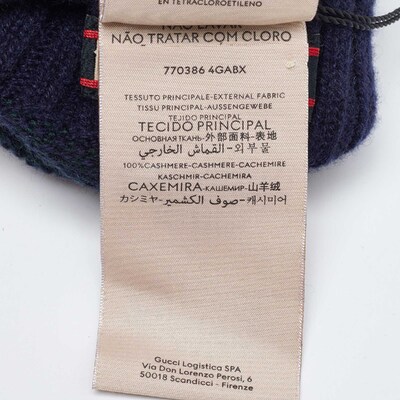 EN TETRACLOROETILENO
NÃO TRATAR COM CLORO
770386 4GABX
TESSUTO PRINCIPALE-EXTERNAL FABRIC
TISSU PRINCIPAL-AUSSENGEWEBE
TEJIDO PRINCIPAL
TECIDO PRINCIPAL
ОСНОВНАЯ ТКАНЬ-外部面料-表地
외부물-القماش الخارجي
100%CASHMERE-CASHMERE-CACHEMIRE
KASCHMIR-CACHEMIRA
CAXEMIRA-КАШЕМИР-山羊绒
カシミヤ-صوف الكشمير-캐시미어
Gucci Logistica SPA
Via Don Lorenzo Perosi, 6
50018 Scandicci - Firenze